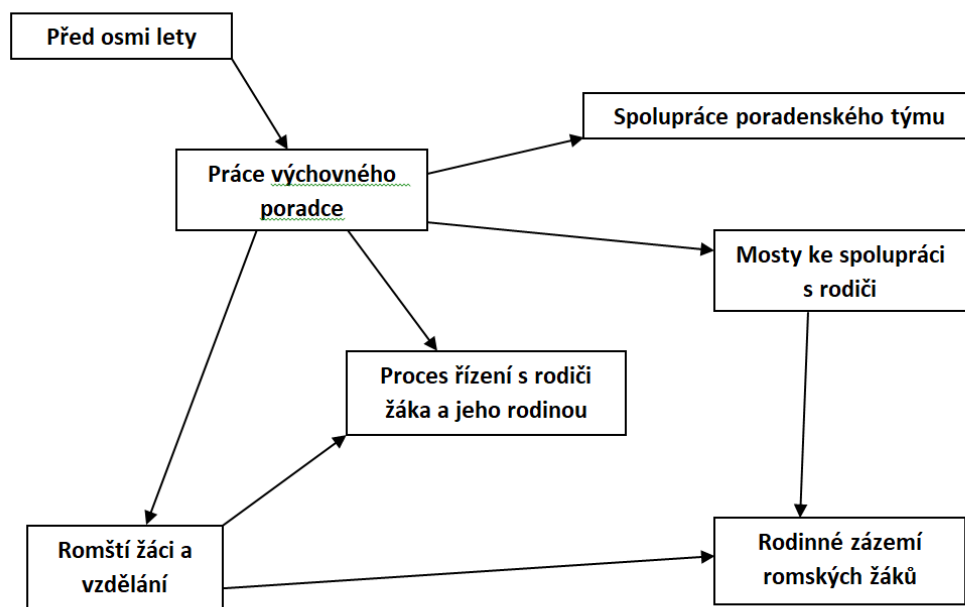 Před osmi lety
Spolupráce poradenského týmu
Práce výchovného
poradce
Mosty ke spolupráci
s rodiči
Proces řízení s rodiči
žáka a jeho rodinou
Romští žáci a
vzdělání
Rodinné zázemí
romských žáků